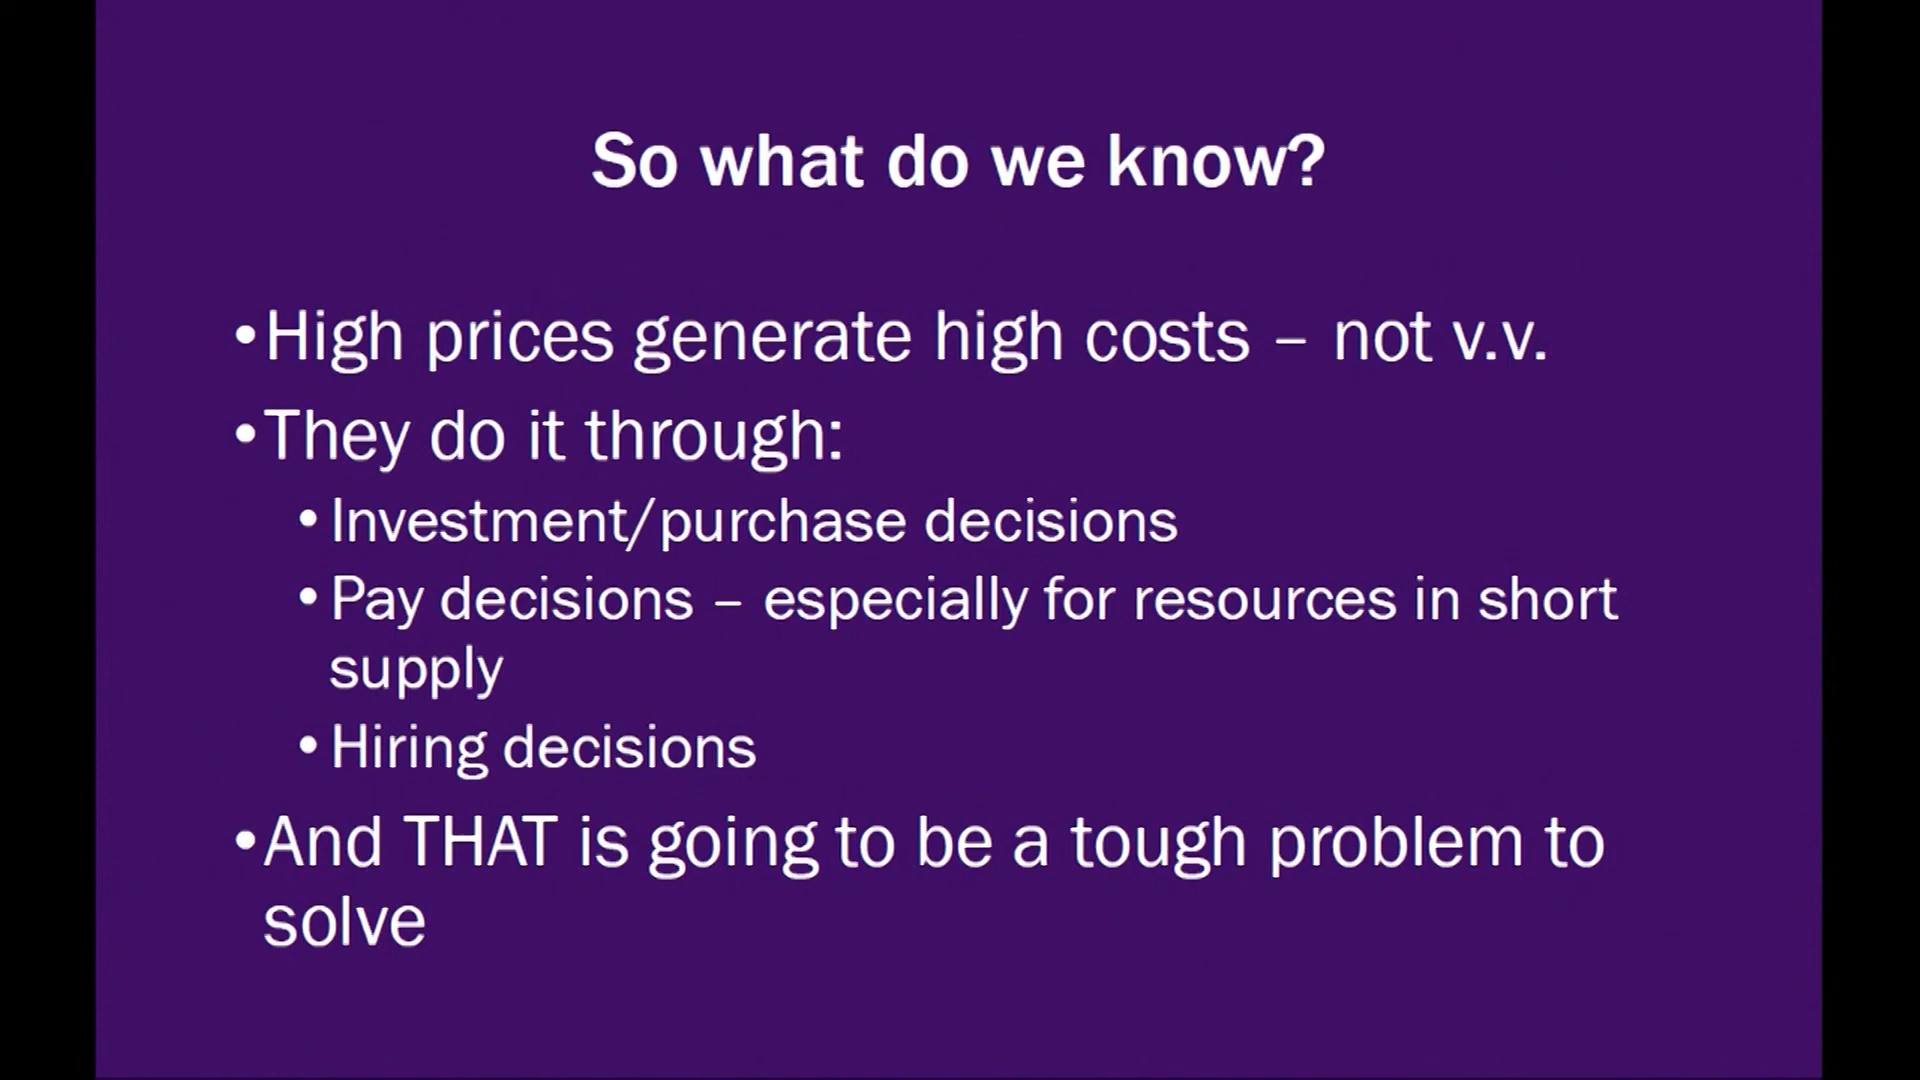 So what do we know?
•High prices generate high costs – not v.v.
•They do it through:
•Investment/purchase decisions
•Pay decisions – especially for resources in short
supply
•Hiring decisions
•And THAT is going to be a tough problem to
solve